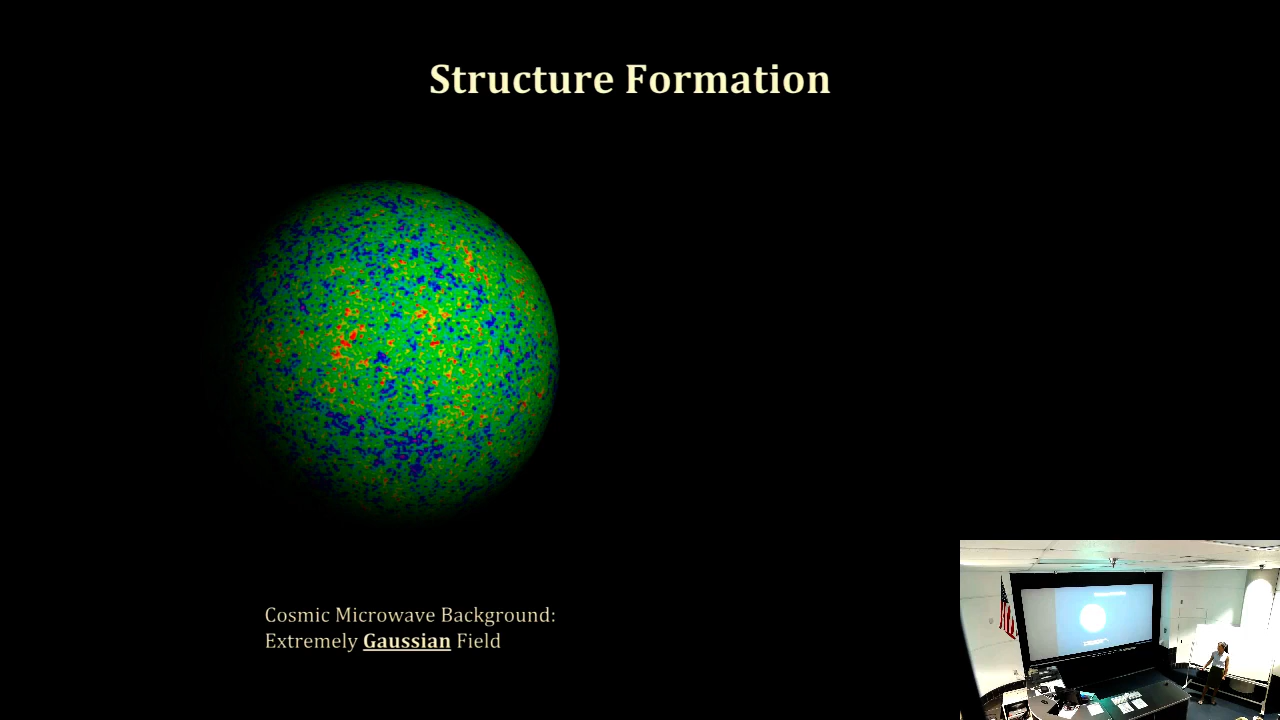 Structure Formation
Cosmic Microwave Background:
Extremely Gaussian Field